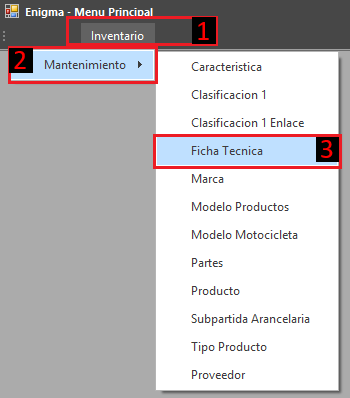 Enigma - Menu Principal
Inventario 1
2 Mantenimiento
Caracteristica
Clasificacion 1
Clasificacion 1 Enlace
Ficha Tecnica 3
Marca
Modelo Productos
Modelo Motocicleta
Partes
Producto
Subpartida Arancelaria
Tipo Producto
Proveedor